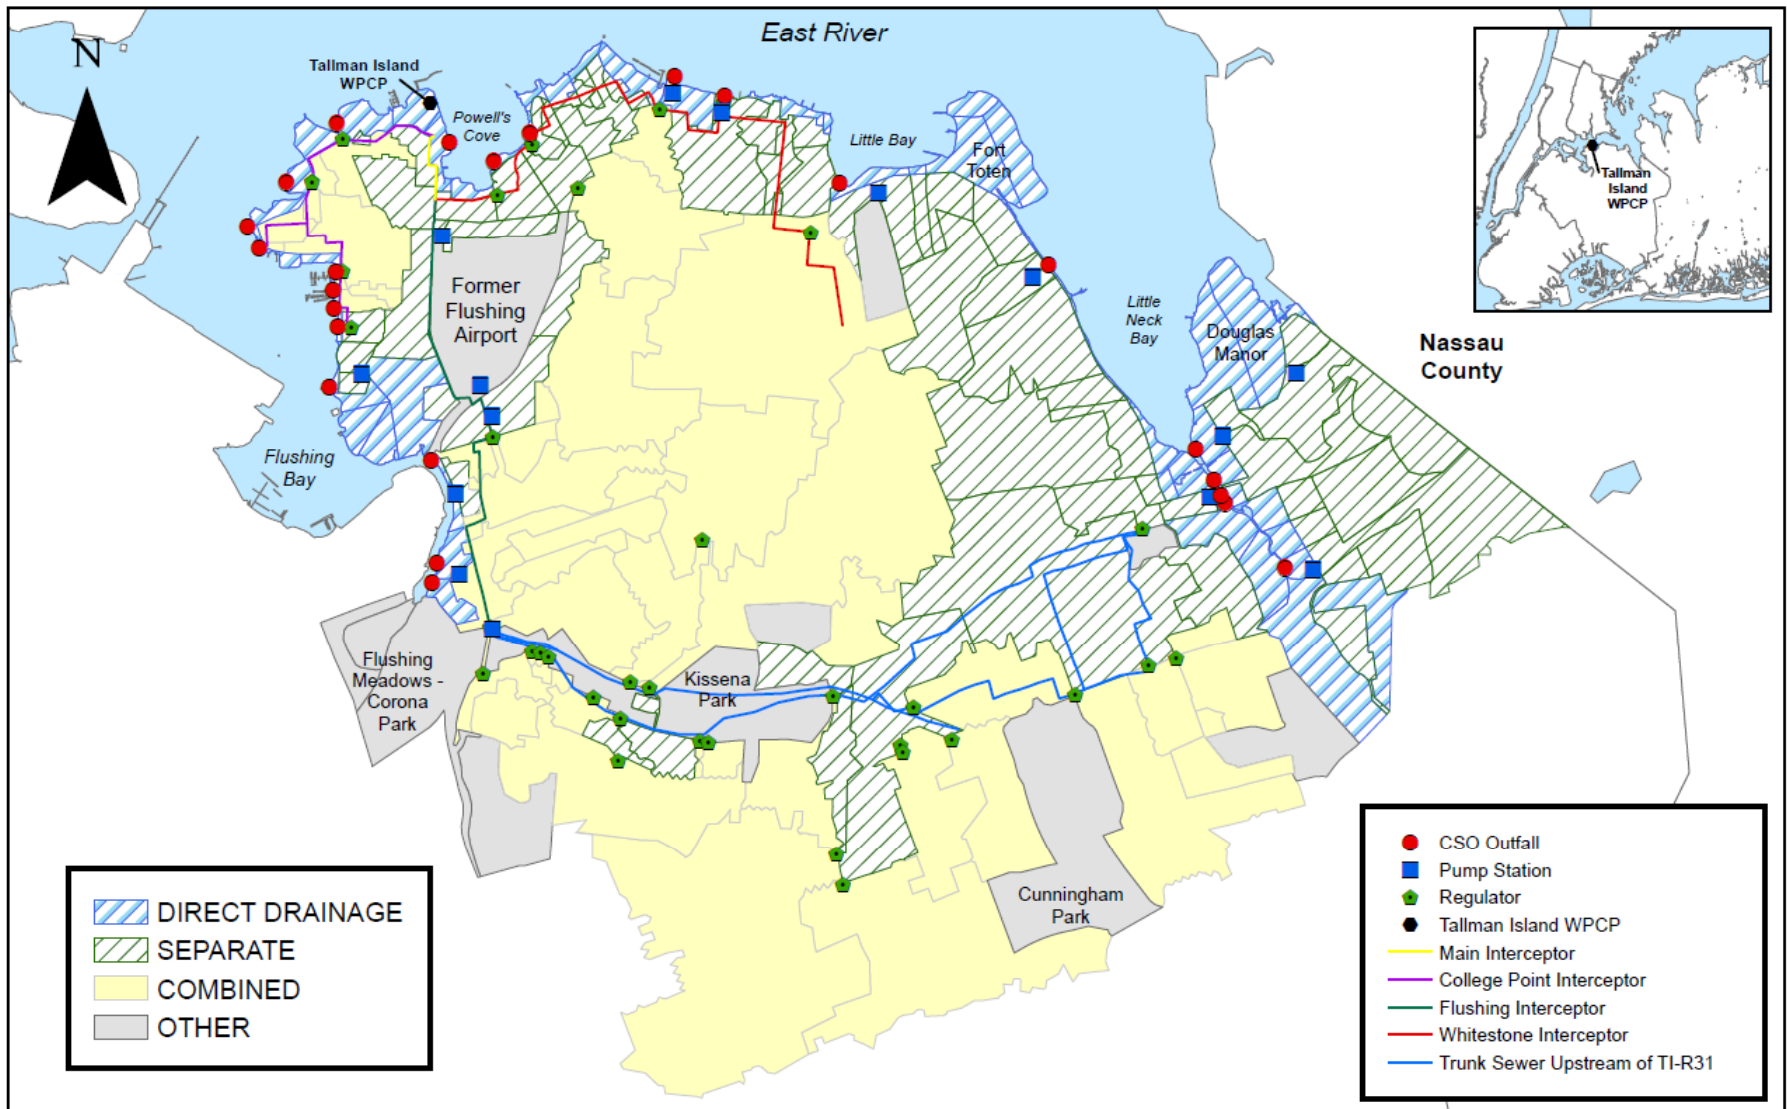 East River
N
Tallman Island
WPCP
Powell's
Cove
Little Bay
Fort
Toten
Tallman
Island
WPCP
Former
Flushing
Airport
Little
Neck
Bay
Douglas
Manor
Nassau
County
Flushing
Bay
Flushing
Meadows -
Corona
Park
Kissena
Park
Cunningham
Park
DIRECT DRAINAGE
SEPARATE
COMBINED
OTHER
CSO Outfall
Pump Station
Regulator
Tallman Island WPCP
Main Interceptor
College Point Interceptor
Flushing Interceptor
Whitestone Interceptor
Trunk Sewer Upstream of TI-R31